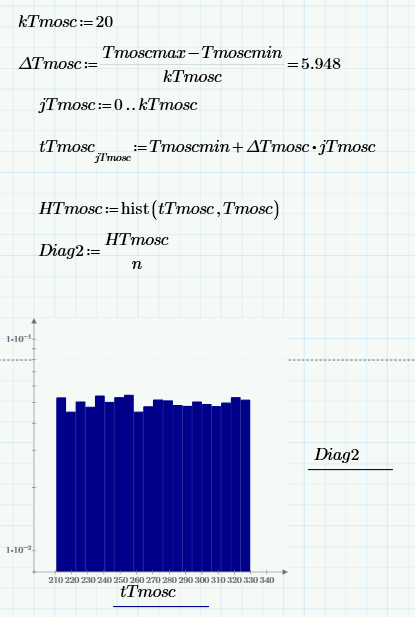 kTmosc:=20
ΔTmosc:= (Tmoscmax−Tmoscmin)/kTmosc =5.948
jTmosc:=0..kTmosc
tTmosc_jTmosc:=Tmoscmin+ΔTmosc·jTmosc
HTmosc:=hist(tTmosc,Tmosc)
Diag2:= HTmosc/n
1·10⁻¹
Diag2
1·10⁻²
210 220 230 240 250 260 270 280 290 300 310 320 330 340
tTmosc